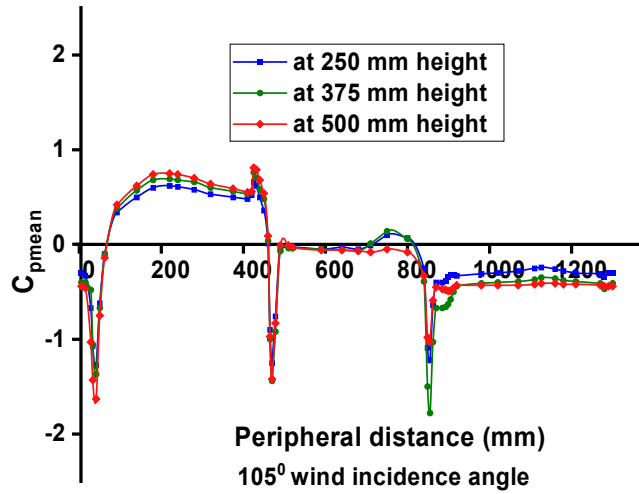 2
at 250 mm height
at 375 mm height
at 500 mm height
1
0
0 200 400 600 800 1000 1200
-1
-2
Cpmean
Peripheral distance (mm)
105⁰ wind incidence angle